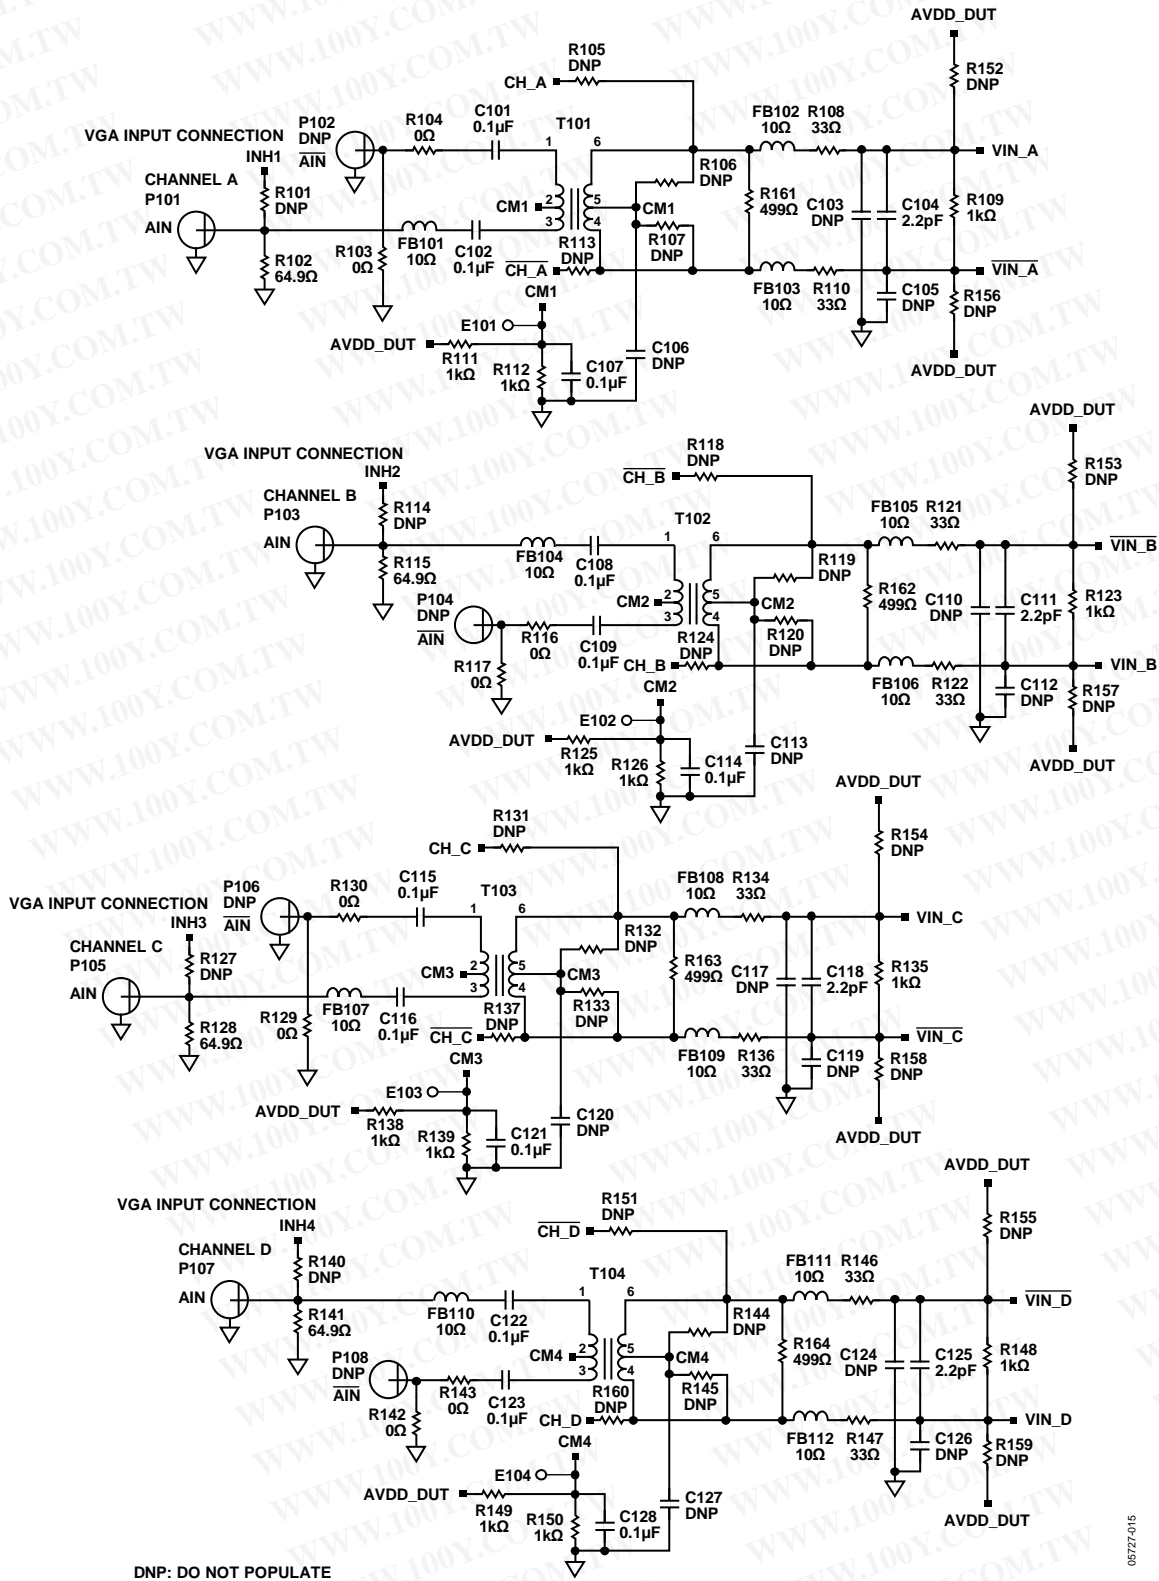 AVDD_DUT
R105
DNP
CH_A
R152
DNP
P102
DNP
AIN
R104
0Ω
C101
0.1µF
T101
1
6
FB102
10Ω
R108
33Ω
VIN_A
VGA INPUT CONNECTION
INH1
CHANNEL A
P101
AIN
R101
DNP
R106
DNP
R161
499Ω
C103
DNP
C104
2.2pF
R109
1kΩ
CM1
2
5
CM1
3
4
R102
64.9Ω
R103
0Ω
FB101
10Ω
C102
0.1µF
R113
DNP
R107
DNP
CH_A
FB103
10Ω
R110
33Ω
C105
DNP
VIN_A
R156
DNP
AVDD_DUT
CM1
E101
AVDD_DUT
R111
1kΩ
R112
1kΩ
C107
0.1µF
C106
DNP
AVDD_DUT
R118
DNP
CH_B
R153
DNP
VGA INPUT CONNECTION
INH2
CHANNEL B
P103
AIN
R114
DNP
R115
64.9Ω
FB104
10Ω
C108
0.1µF
T102
1
6
FB105
10Ω
R121
33Ω
VIN_B
R119
DNP
R162
499Ω
C110
DNP
C111
2.2pF
R123
1kΩ
P104
DNP
AIN
CM2
2
5
CM2
3
4
R116
0Ω
C109
0.1µF
R117
0Ω
R124
DNP
R120
DNP
CH_B
FB106
10Ω
R122
33Ω
C112
DNP
VIN_B
R157
DNP
AVDD_DUT
CM2
E102
AVDD_DUT
R125
1kΩ
R126
1kΩ
C114
0.1µF
C113
DNP
AVDD_DUT
R131
DNP
CH_C
R154
DNP
P106
DNP
AIN
R130
0Ω
C115
0.1µF
T103
1
6
FB108
10Ω
R134
33Ω
VIN_C
VGA INPUT CONNECTION
INH3
CHANNEL C
P105
AIN
R127
DNP
R132
DNP
R163
499Ω
C117
DNP
C118
2.2pF
R135
1kΩ
CM3
2
5
CM3
3
4
R128
64.9Ω
R129
0Ω
FB107
10Ω
C116
0.1µF
R137
DNP
R133
DNP
CH_C
FB109
10Ω
R136
33Ω
C119
DNP
VIN_C
R158
DNP
AVDD_DUT
CM3
E103
AVDD_DUT
R138
1kΩ
R139
1kΩ
C121
0.1µF
C120
DNP
AVDD_DUT
R151
DNP
CH_D
R155
DNP
VGA INPUT CONNECTION
INH4
CHANNEL D
P107
AIN
R140
DNP
R141
64.9Ω
FB110
10Ω
C122
0.1µF
T104
1
6
FB111
10Ω
R146
33Ω
VIN_D
R144
DNP
R164
499Ω
C124
DNP
C125
2.2pF
R148
1kΩ
P108
DNP
AIN
CM4
2
5
CM4
3
4
R143
0Ω
C123
0.1µF
R142
0Ω
R160
DNP
R145
DNP
CH_D
FB112
10Ω
R147
33Ω
C126
DNP
VIN_D
R159
DNP
AVDD_DUT
CM4
E104
AVDD_DUT
R149
1kΩ
R150
1kΩ
C128
0.1µF
C127
DNP
DNP: DO NOT POPULATE
05727-015
WWW.100Y.COM.TW